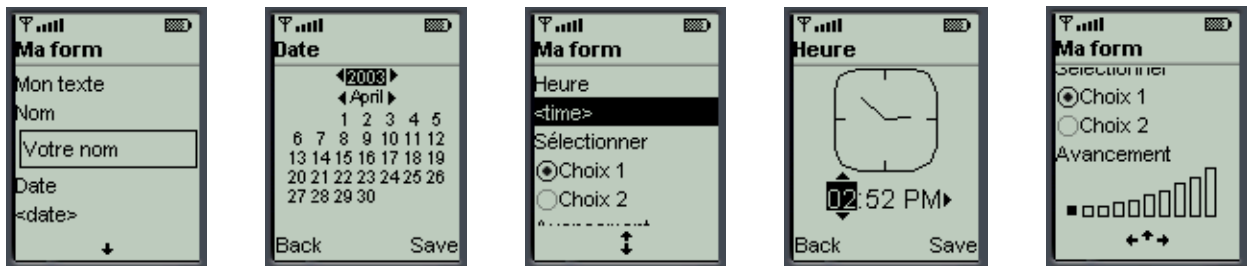 Ma form
Mon texte
Nom
Votre nom
Date
<date>
Date
2003
April
1 2 3 4 5
6 7 8 9 10 11 12
13 14 15 16 17 18 19
20 21 22 23 24 25 26
27 28 29 30
Back Save
Ma form
Heure
<time>
Sélectionner
Choix 1
Choix 2
Heure
02:52 PM
Back Save
Ma form
Sélectionner
Choix 1
Choix 2
Avancement